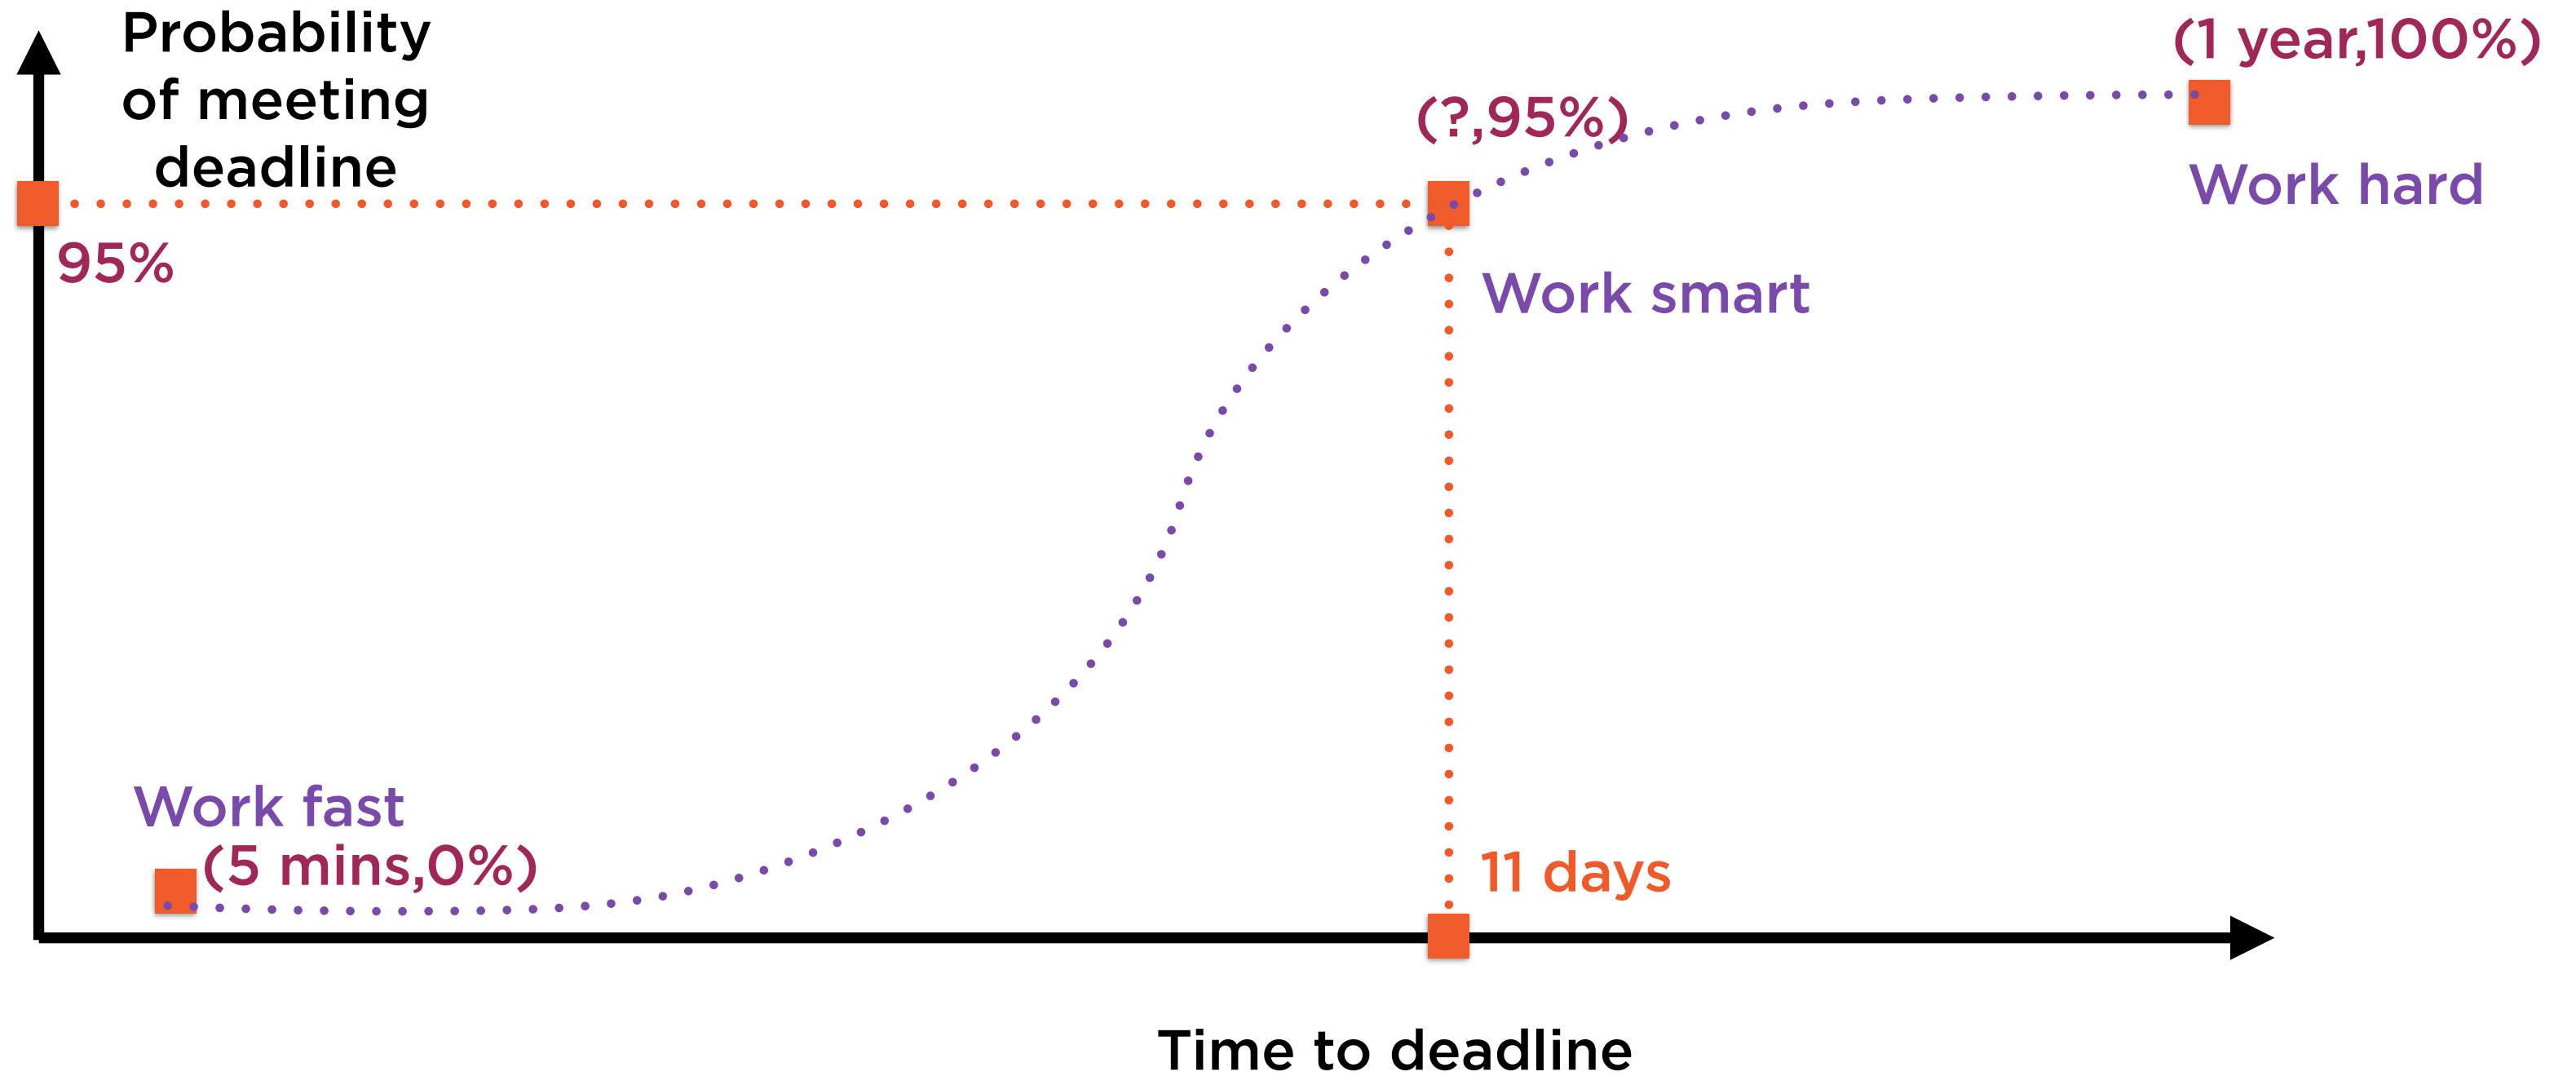 Probability
of meeting
deadline
(1 year,100%)
(?,95%)
Work hard
95%
Work smart
Work fast
(5 mins,0%)
11 days
Time to deadline